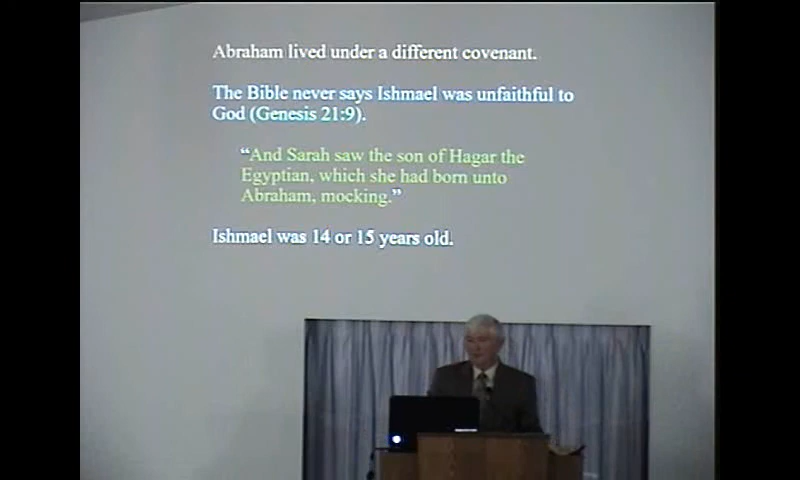 Abraham lived under a different covenant.
The Bible never says Ishmael was unfaithful to
God (Genesis 21:9).
“And Sarah saw the son of Hagar the
Egyptian, which she had born unto
Abraham, mocking.”
Ishmael was 14 or 15 years old.